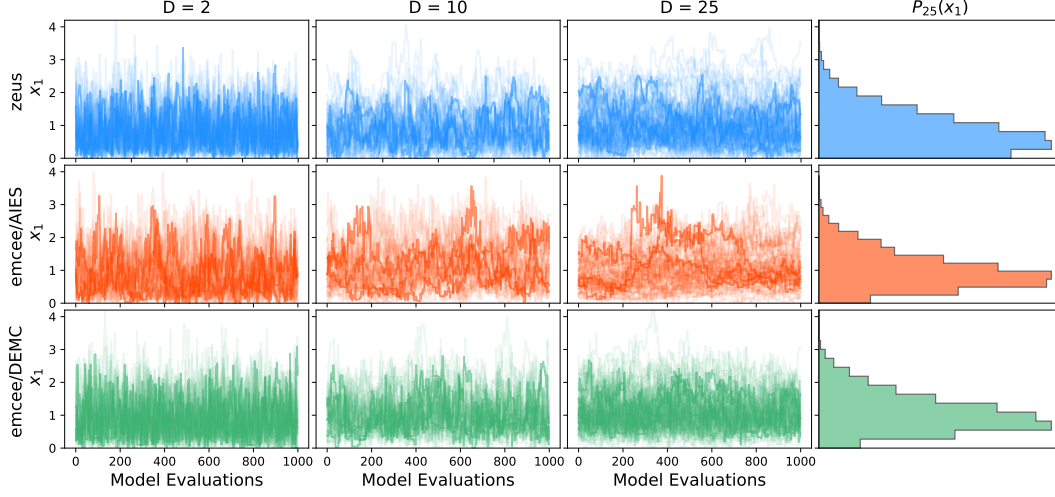 D = 2
D = 10
D = 25
P₂₅(x₁)
zeus
x₁
4
3
2
1
0
emcee/AIES
x₁
4
3
2
1
0
emcee/DEMC
x₁
4
3
2
1
0
0 200 400 600 800 1000
0 200 400 600 800 1000
0 200 400 600 800 1000
Model Evaluations
Model Evaluations
Model Evaluations